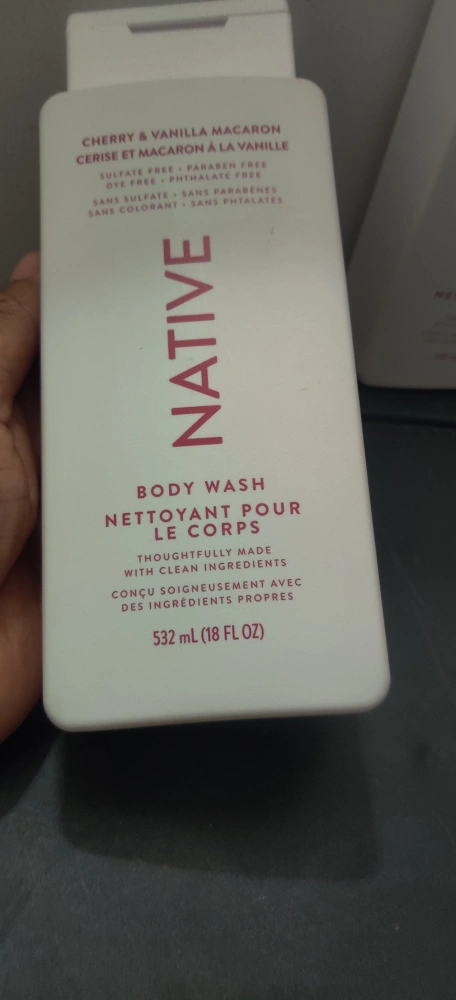 CHERRY & VANILLA MACARON
CERISE ET MACARON À LA VANILLE
SULFATE FREE • PARABEN FREE
DYE FREE • PHTHALATE FREE
SANS SULFATE • SANS PARABÈNES
SANS COLORANT • SANS PHTALATES
NATIVE
BODY WASH
NETTOYANT POUR
LE CORPS
THOUGHTFULLY MADE
WITH CLEAN INGREDIENTS
CONÇU SOIGNEUSEMENT AVEC
DES INGRÉDIENTS PROPRES
532 mL (18 FL OZ)